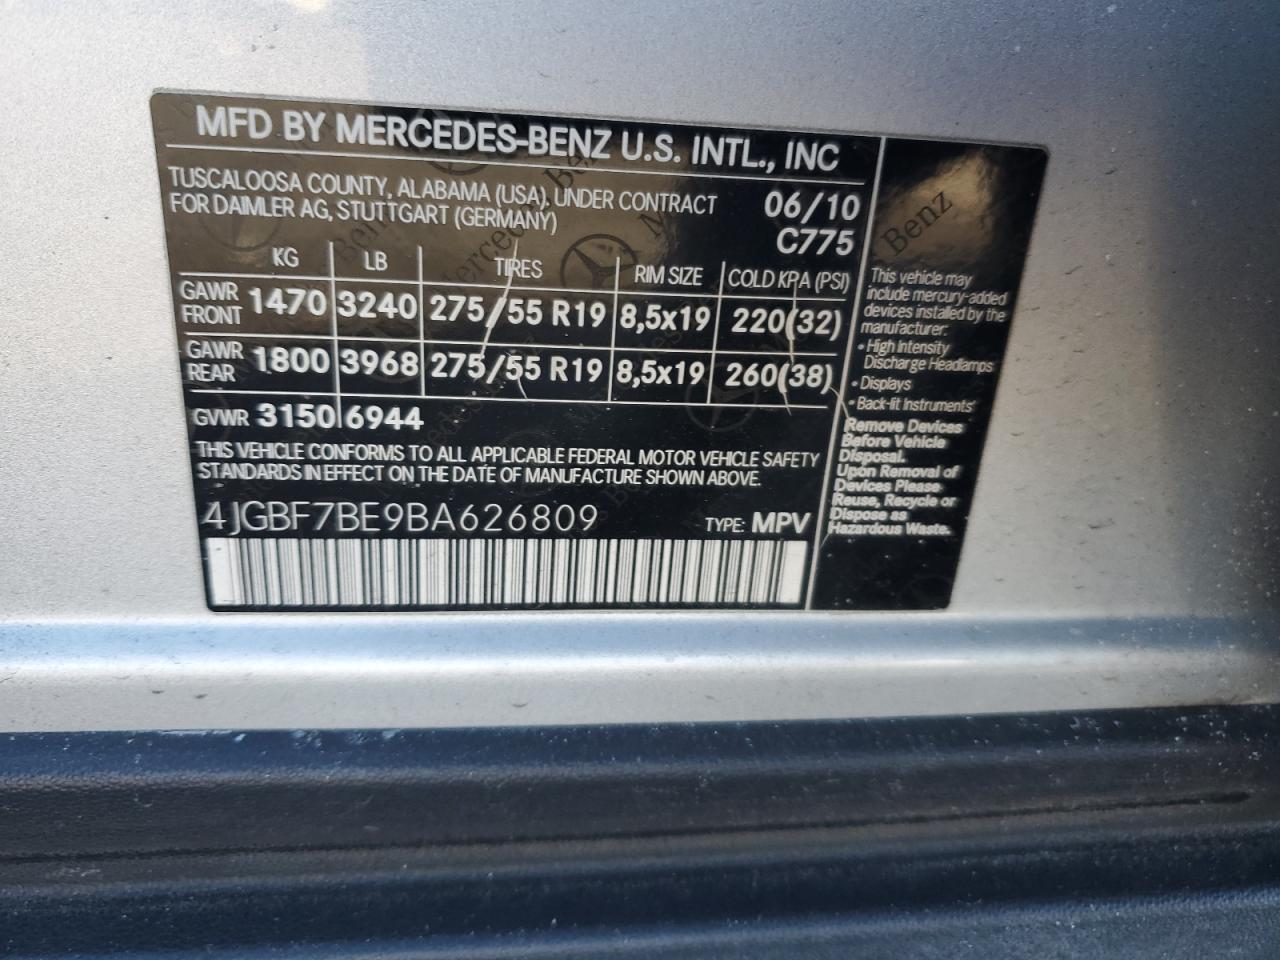 MFD BY MERCEDES-BENZ U.S. INTL., INC
TUSCALOOSA COUNTY, ALABAMA (USA), UNDER CONTRACT
FOR DAIMLER AG, STUTTGART (GERMANY)
06/10
C775
KG LB TIRES RIM SIZE COLD KPA (PSI)
GAWR FRONT 1470 3240 275/55 R19 8,5x19 220(32)
GAWR REAR 1800 3968 275/55 R19 8,5x19 260(38)
GVWR 3150 6944
THIS VEHICLE CONFORMS TO ALL APPLICABLE FEDERAL MOTOR VEHICLE SAFETY
STANDARDS IN EFFECT ON THE DATE OF MANUFACTURE SHOWN ABOVE.
4JGBF7BE9BA626809 TYPE: MPV
Benz
This vehicle may
include mercury-added
devices installed by the
manufacturer:
• High Intensity
Discharge Headlamps
• Displays
• Back-lit Instruments
Remove Devices
Before Vehicle
Disposal.
Upon Removal of
Devices Please
Reuse, Recycle or
Dispose as
Hazardous Waste.